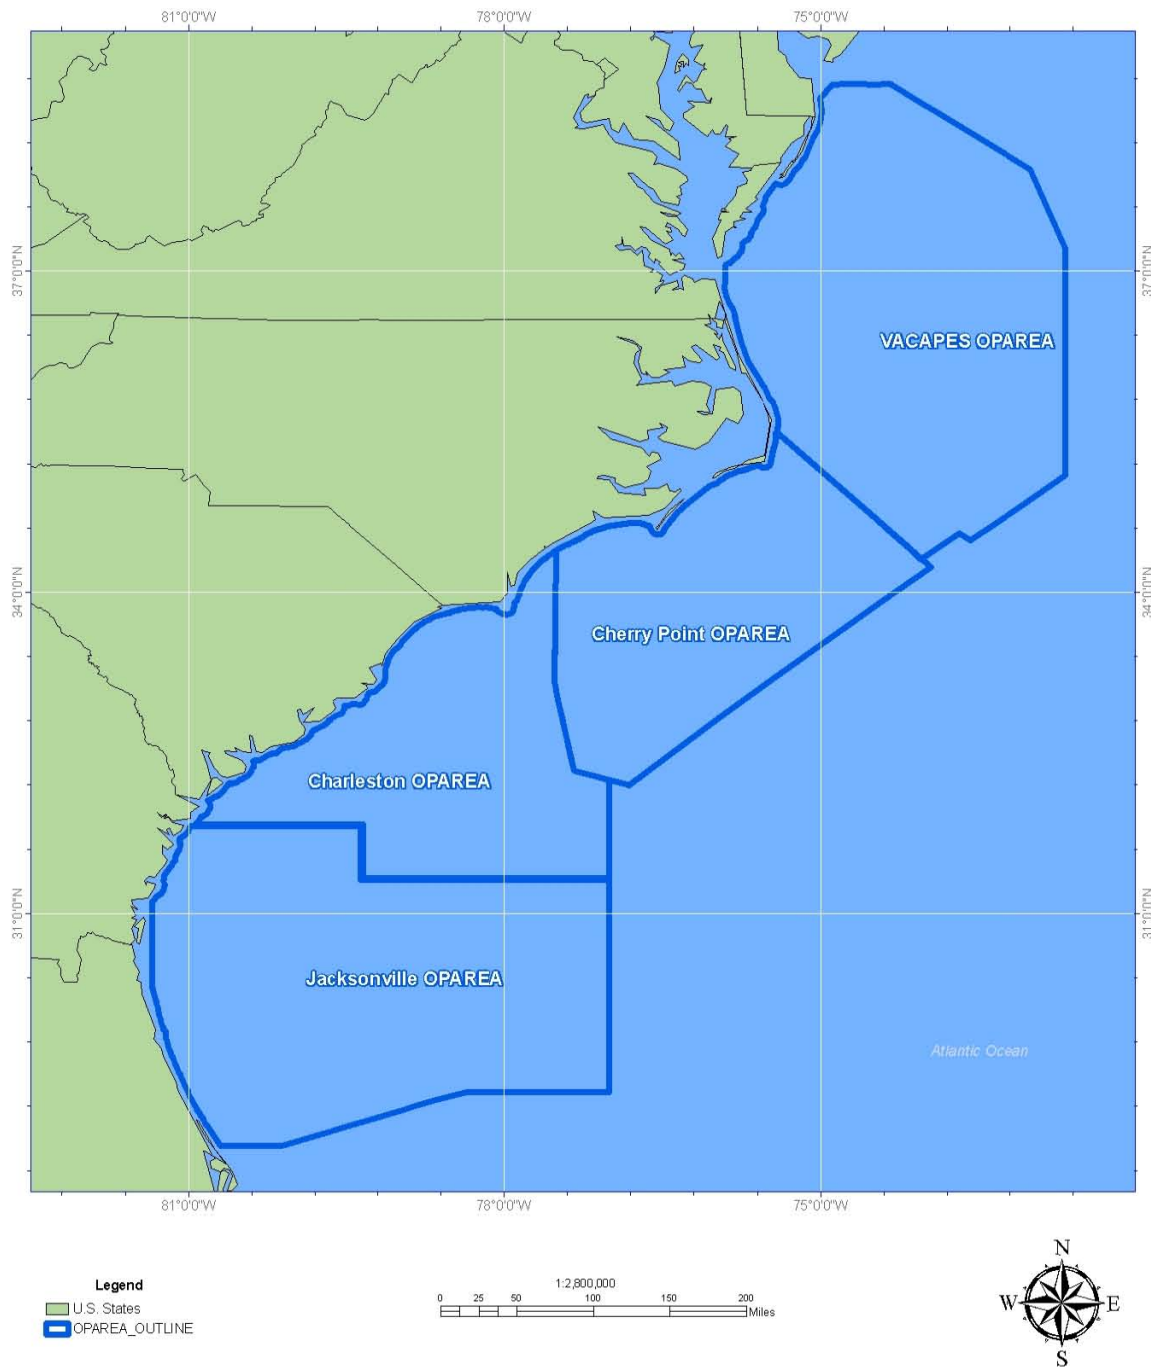 81°0'0"W 78°0'0"W 75°0'0"W
37°0'0"N 37°0'0"N
VACAPES OPAREA
34°0'0"N 34°0'0"N
Cherry Point OPAREA
Charleston OPAREA
31°0'0"N 31°0'0"N
Jacksonville OPAREA
Atlantic Ocean
81°0'0"W 78°0'0"W 75°0'0"W
Legend
U.S. States
OPAREA_OUTLINE
1:2,800,000
0 25 50 100 150 200
Miles
N
W E
S